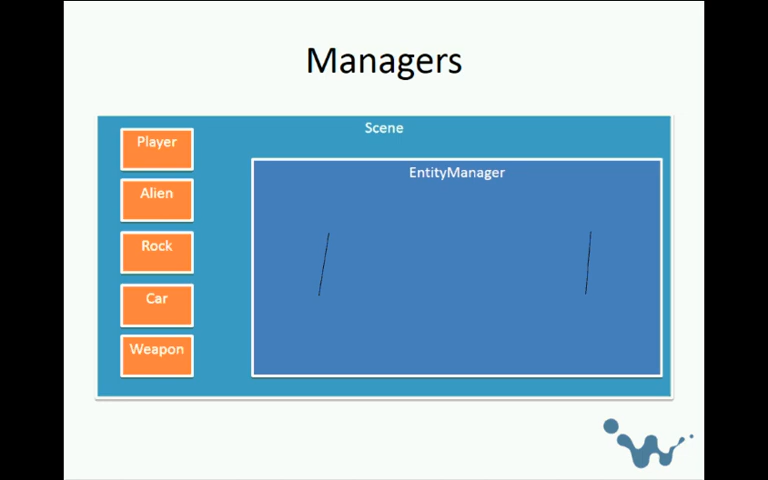 Managers
Scene
Player
EntityManager
Alien
Rock
Car
Weapon